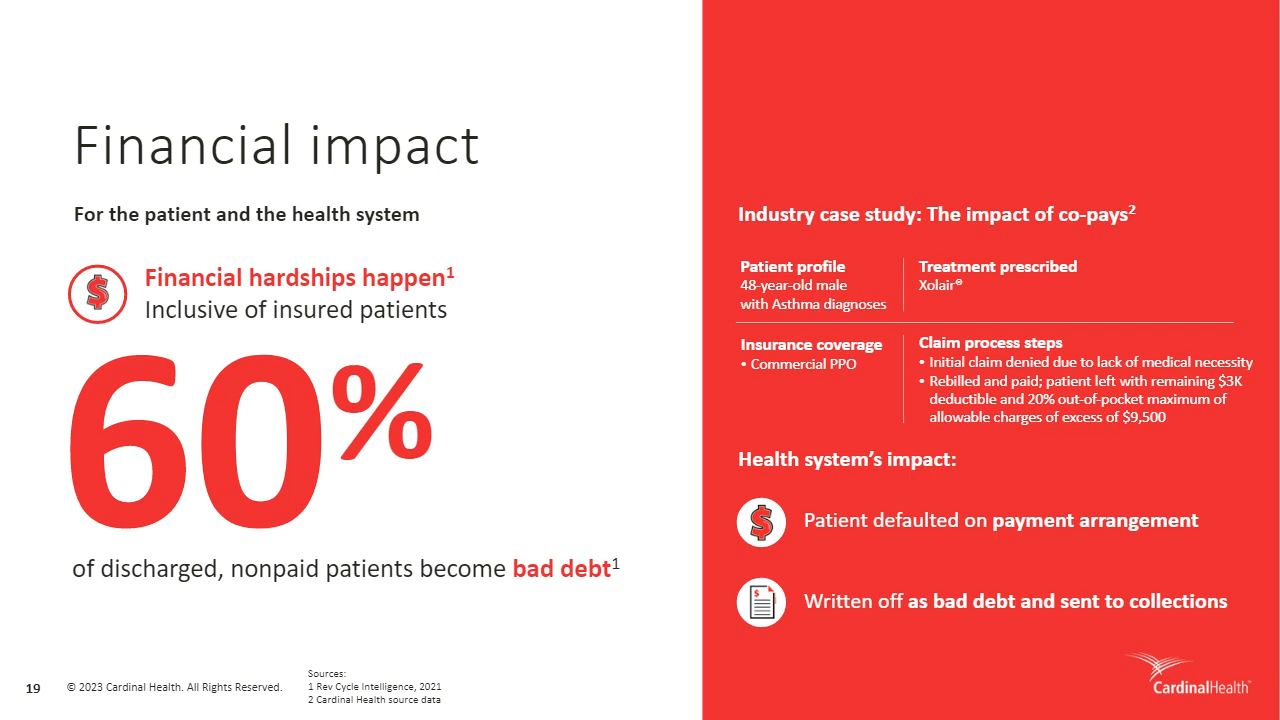 Financial impact
For the patient and the health system
Financial hardships happen1
Inclusive of insured patients
60%
of discharged, nonpaid patients become bad debt1
Industry case study: The impact of co-pays2
Patient profile
48-year-old male
with Asthma diagnoses
Treatment prescribed
Xolair®
Insurance coverage
• Commercial PPO
Claim process steps
• Initial claim denied due to lack of medical necessity
• Rebilled and paid; patient left with remaining $3K
deductible and 20% out-of-pocket maximum of
allowable charges of excess of $9,500
Health system’s impact:
$
Patient defaulted on payment arrangement
Written off as bad debt and sent to collections
19
© 2023 Cardinal Health. All Rights Reserved.
Sources:
1 Rev Cycle Intelligence, 2021
2 Cardinal Health source data
CardinalHealth™